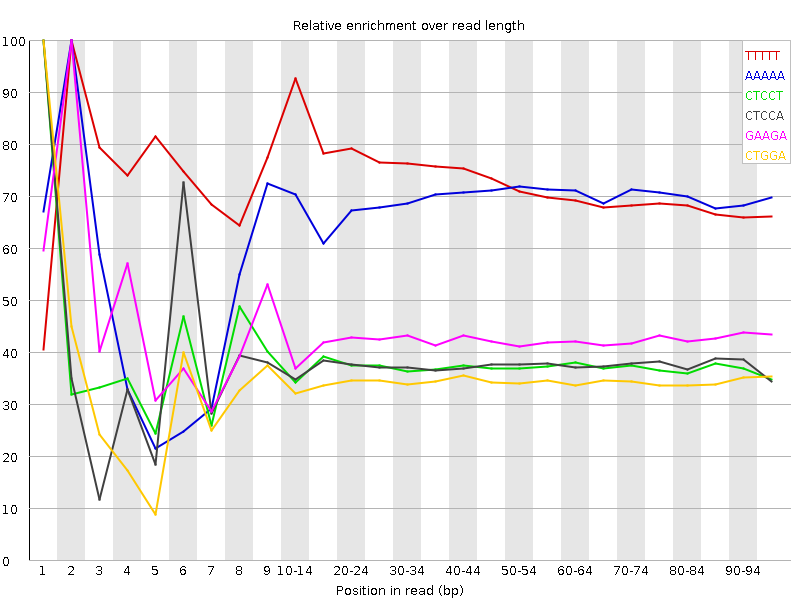 Relative enrichment over read length
100
90
80
70
60
50
40
30
20
10
0
TTTTT
AAAAA
CTCCT
CTCCA
GAAGA
CTGGA
1 2 3 4 5 6 7 8 9 10-14 20-24 30-34 40-44 50-54 60-64 70-74 80-84 90-94
Position in read (bp)